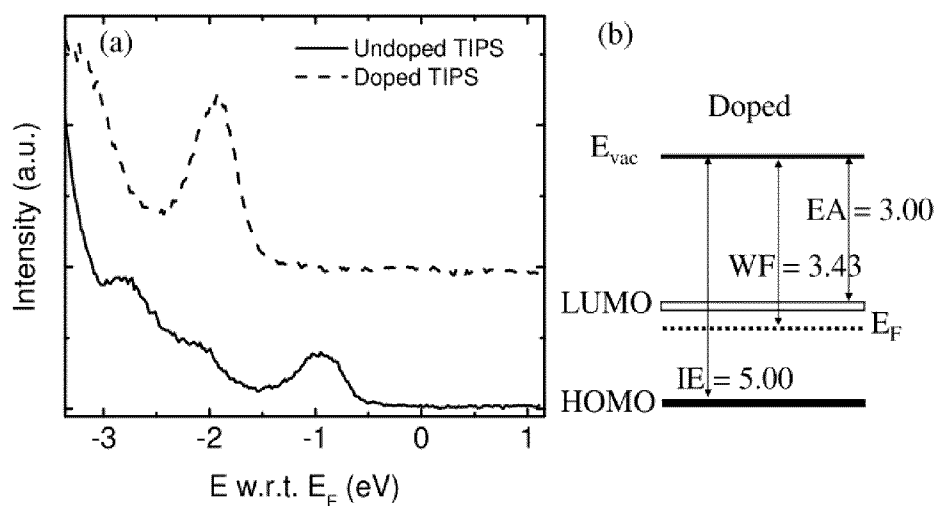 (a)
Undoped TIPS
Doped TIPS
Intensity (a.u.)
-3 -2 -1 0 1
E w.r.t. E_F (eV)
(b)
Doped
E_vac
EA = 3.00
WF = 3.43
LUMO
E_F
IE = 5.00
HOMO